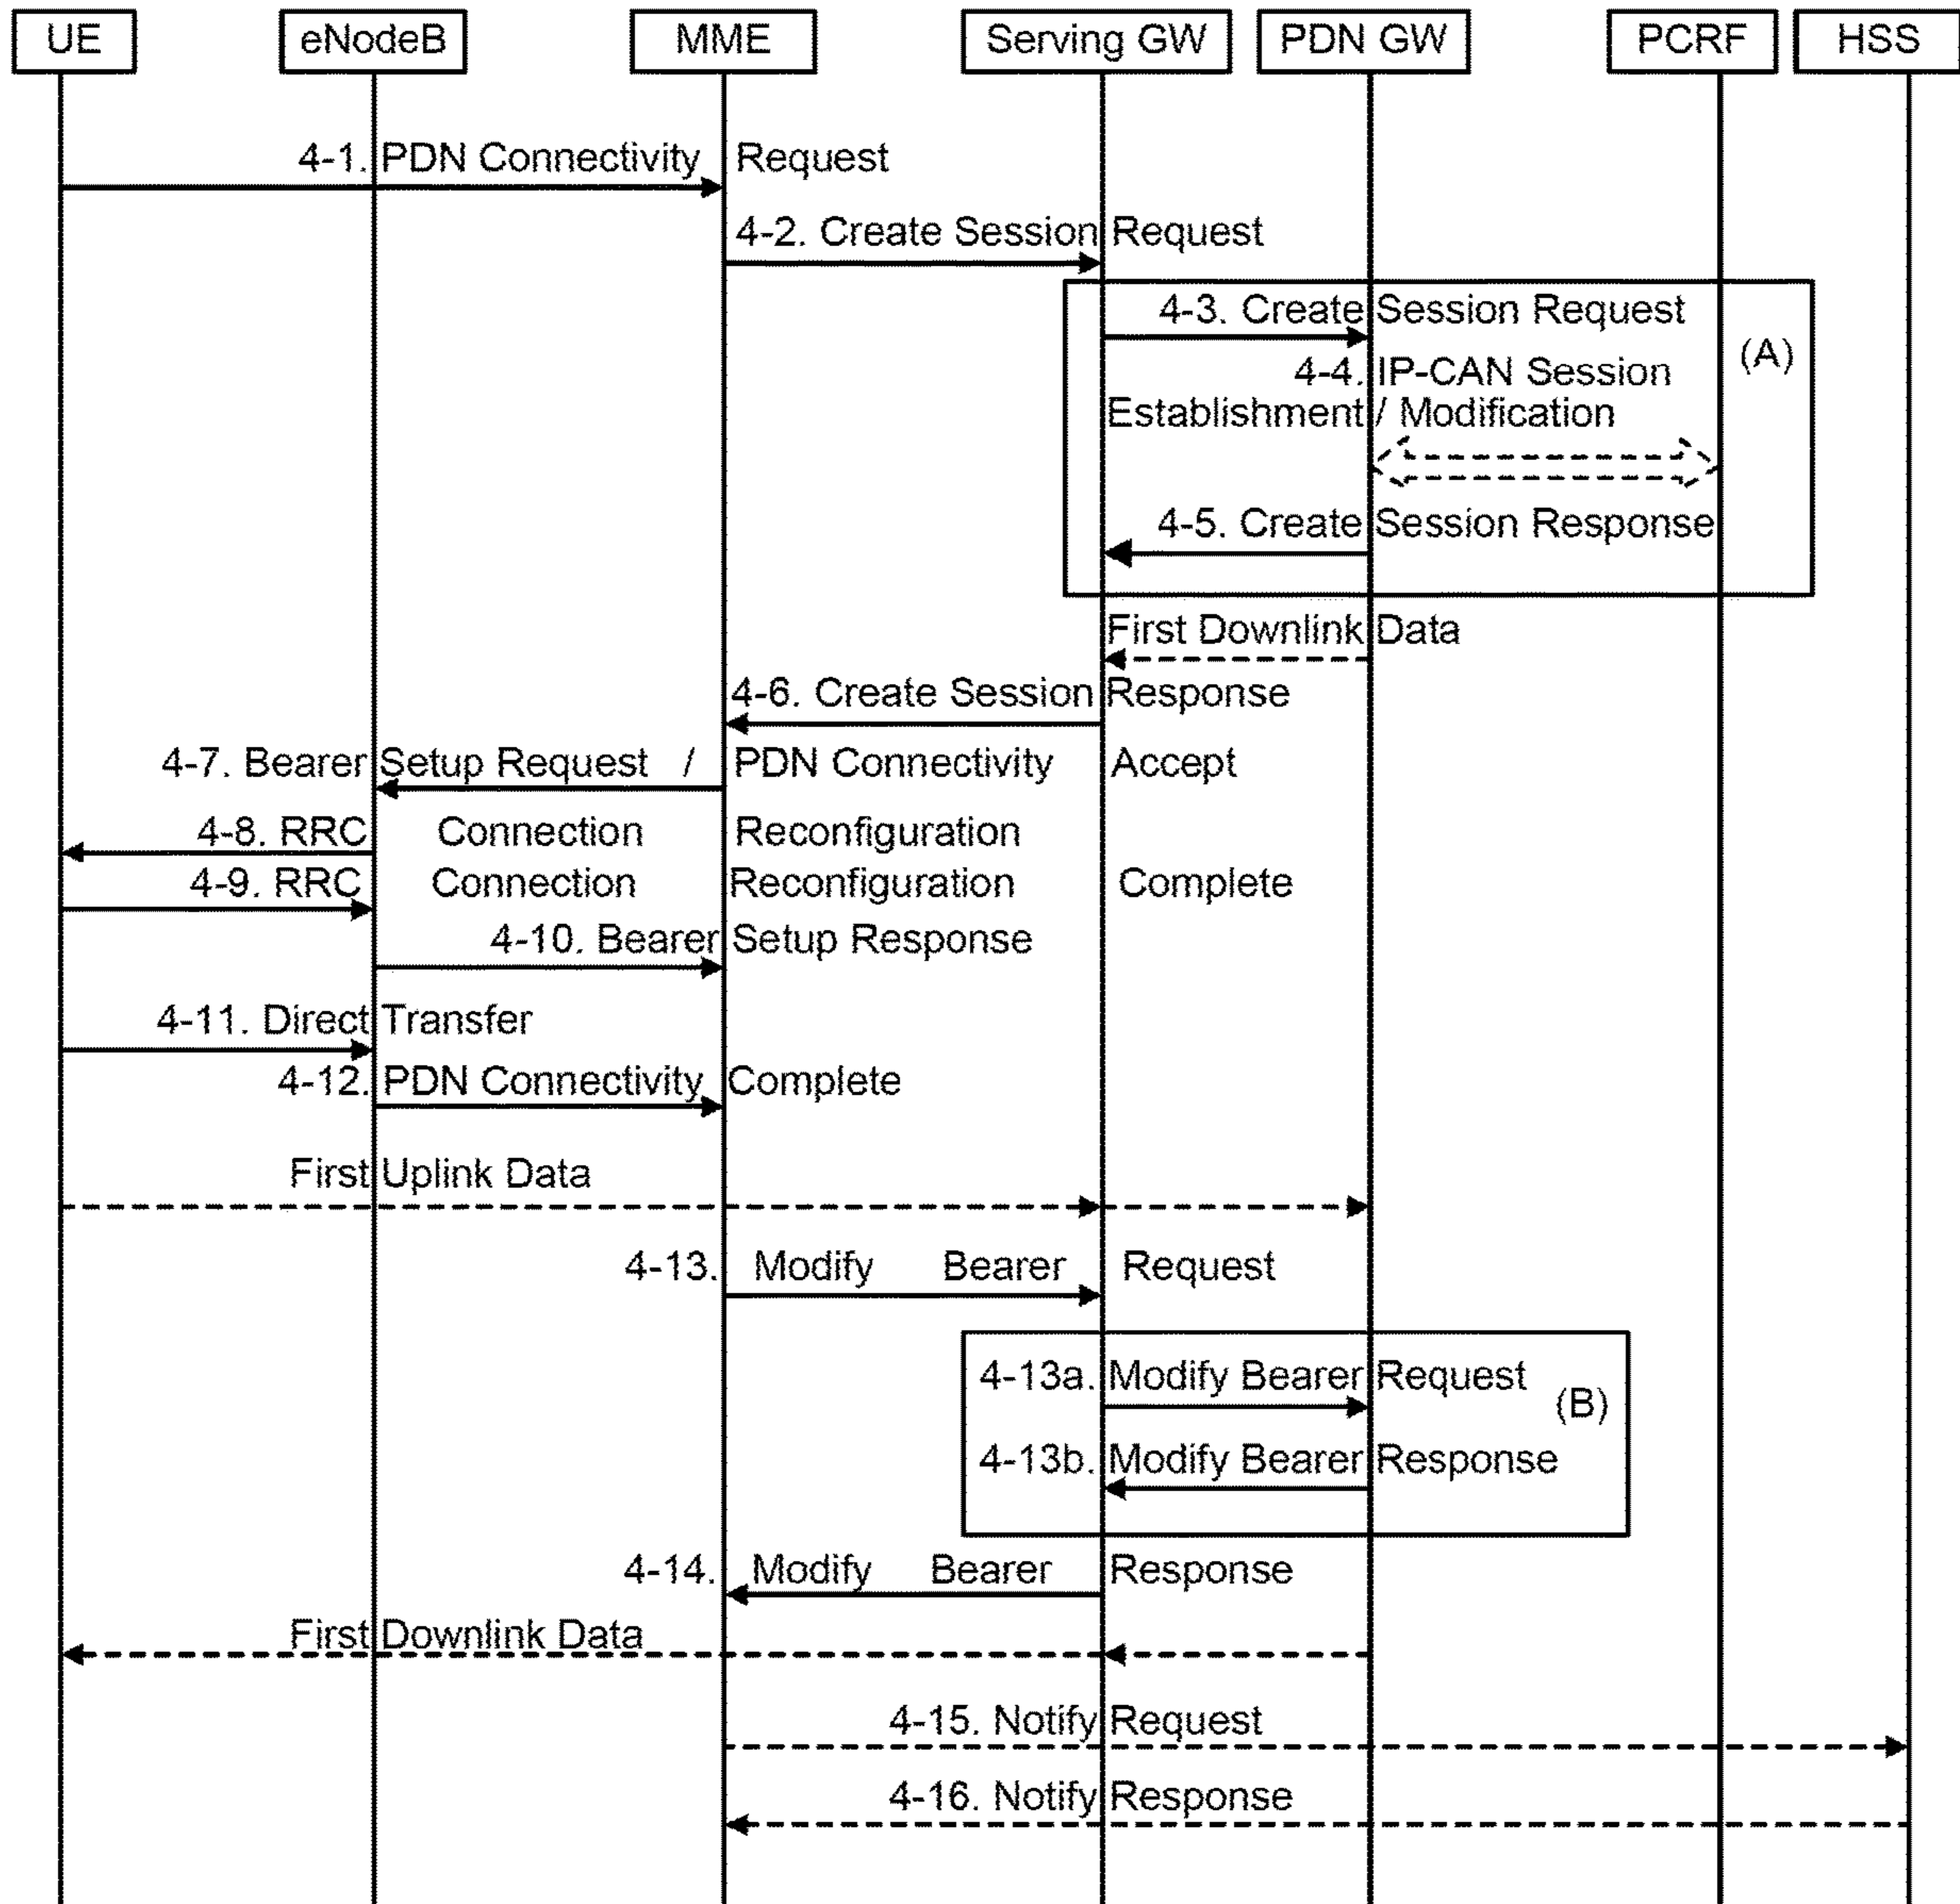 UE eNodeB MME Serving GW PDN GW PCRF HSS
4-1. PDN Connectivity Request
4-2. Create Session Request
4-3. Create Session Request
(A)
4-4. IP-CAN Session
Establishment / Modification
4-5. Create Session Response
First Downlink Data
4-6. Create Session Response
4-7. Bearer Setup Request / PDN Connectivity Accept
4-8. RRC Connection Reconfiguration
4-9. RRC Connection Reconfiguration Complete
4-10. Bearer Setup Response
4-11. Direct Transfer
4-12. PDN Connectivity Complete
First Uplink Data
4-13. Modify Bearer Request
4-13a. Modify Bearer Request
(B)
4-13b. Modify Bearer Response
4-14. Modify Bearer Response
First Downlink Data
4-15. Notify Request
4-16. Notify Response